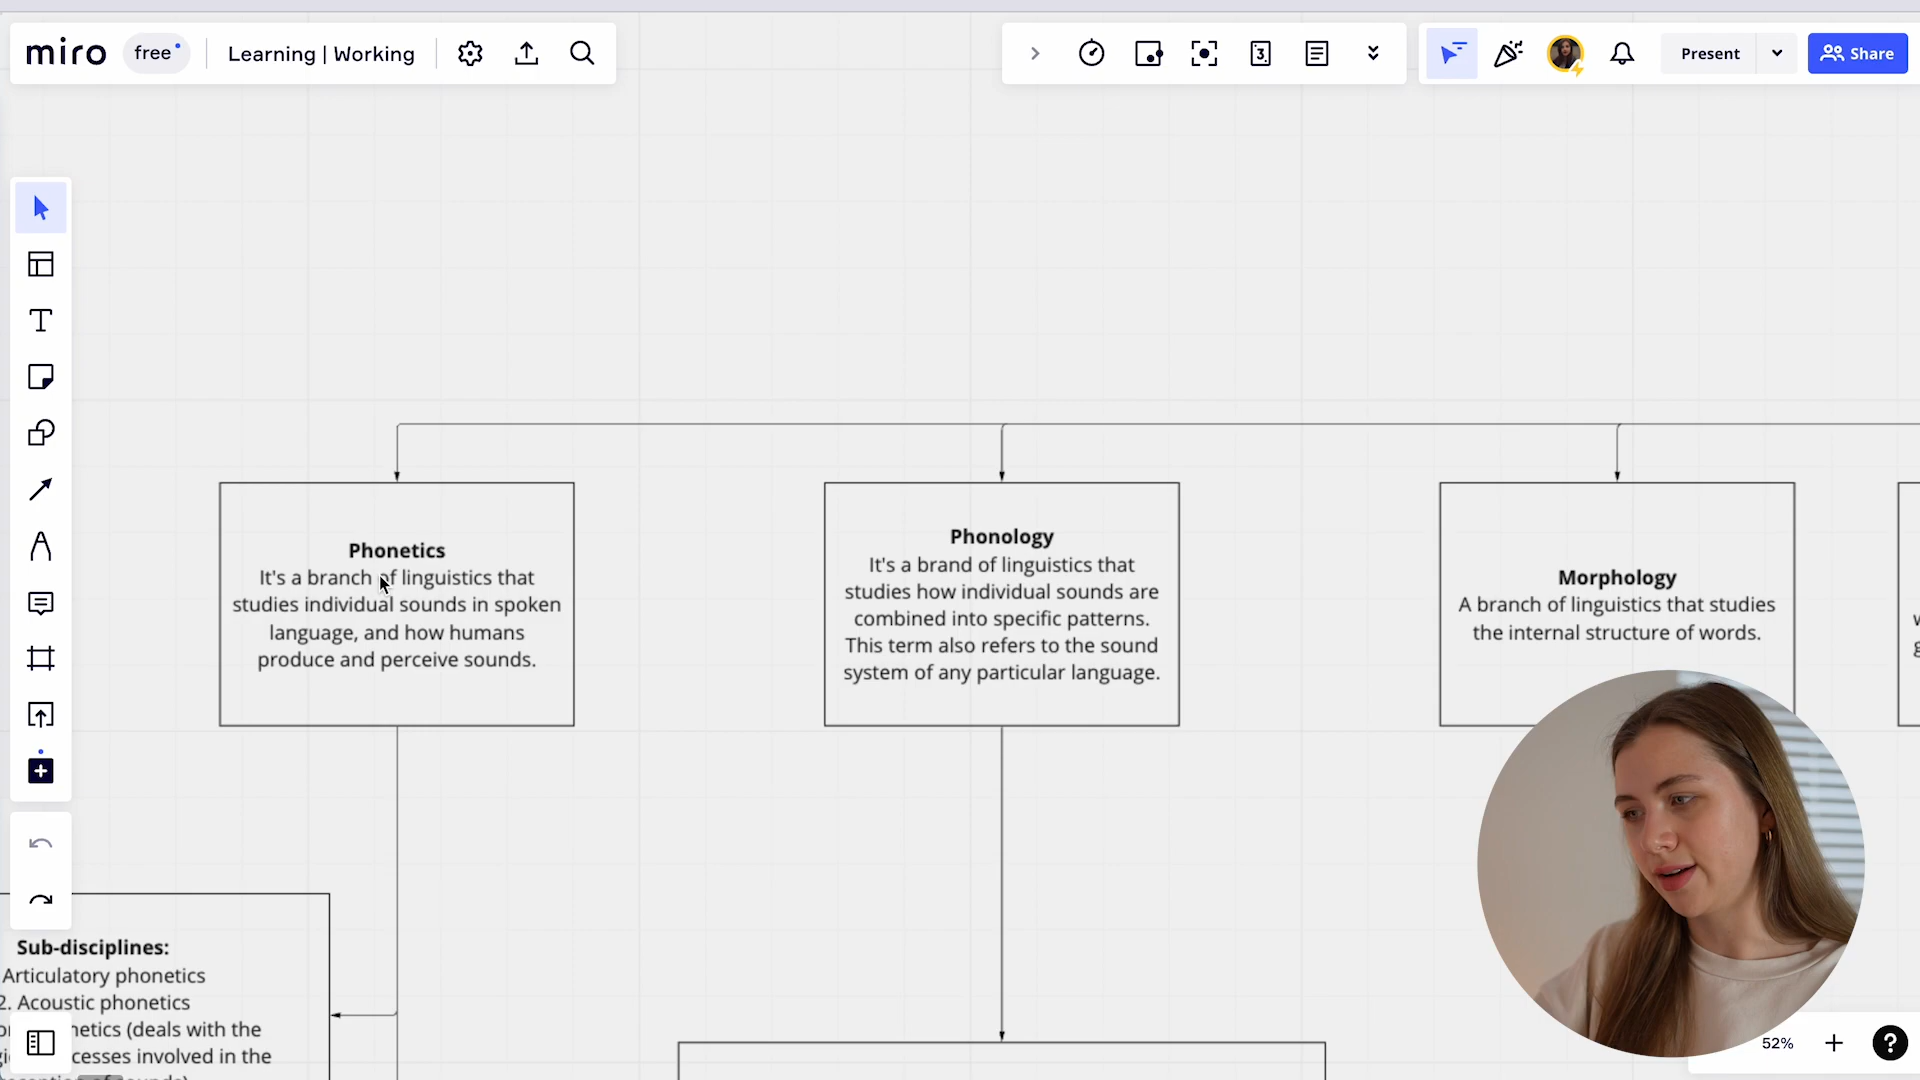 miro free Learning | Working
3
Present
Share
Phonetics
It's a branch of linguistics that
studies individual sounds in spoken
language, and how humans
produce and perceive sounds.
Phonology
It's a brand of linguistics that
studies how individual sounds are
combined into specific patterns.
This term also refers to the sound
system of any particular language.
Morphology
A branch of linguistics that studies
the internal structure of words.
Sub-disciplines:
Articulatory phonetics
2. Acoustic phonetics
(deals with the
involved in the
52%
?